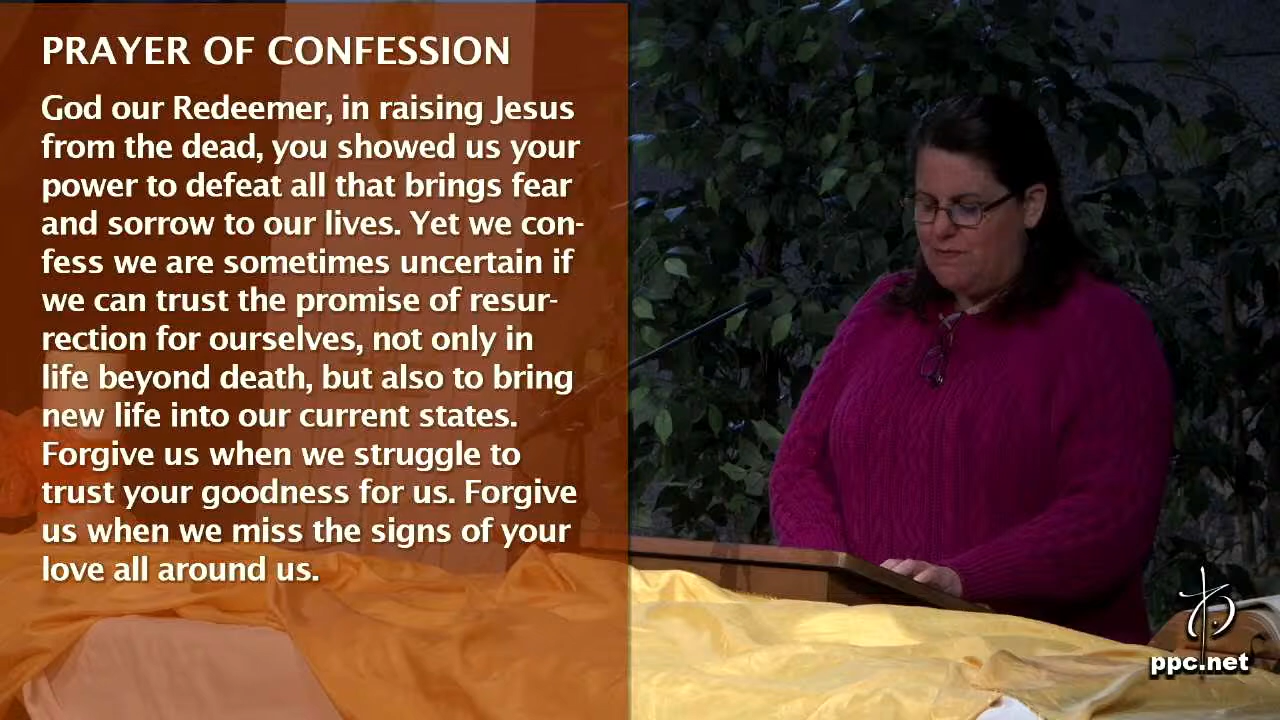 PRAYER OF CONFESSION
God our Redeemer, in raising Jesus
from the dead, you showed us your
power to defeat all that brings fear
and sorrow to our lives. Yet we con-
fess we are sometimes uncertain if
we can trust the promise of resur-
rection for ourselves, not only in
life beyond death, but also to bring
new life into our current states.
Forgive us when we struggle to
trust your goodness for us. Forgive
us when we miss the signs of your
love all around us.
ppc.net